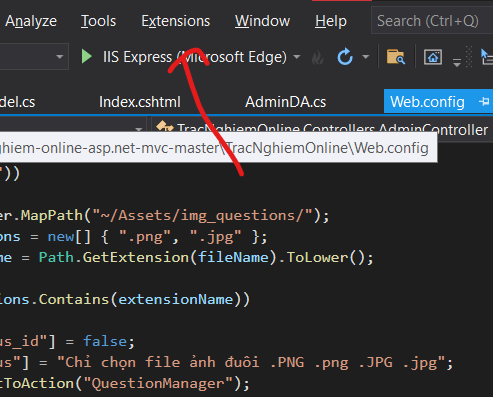 Analyze Tools Extensions Window Help Search (Ctrl+Q)
IIS Express (Microsoft Edge)
del.cs Index.cshtml AdminDA.cs Web.config
TracNghiemOnline.Controllers.AdminController
ghiem-online-asp.net-mvc-master\TracNghiemOnline\Web.config
"))
er.MapPath("~/Assets/img_questions/");
ons = new[] { ".png", ".jpg" };
me = Path.GetExtension(fileName).ToLower();
ions.Contains(extensionName))
us_id"] = false;
us"] = "Chỉ chọn file ảnh đuôi .PNG .png .JPG .jpg";
tToAction("QuestionManager");